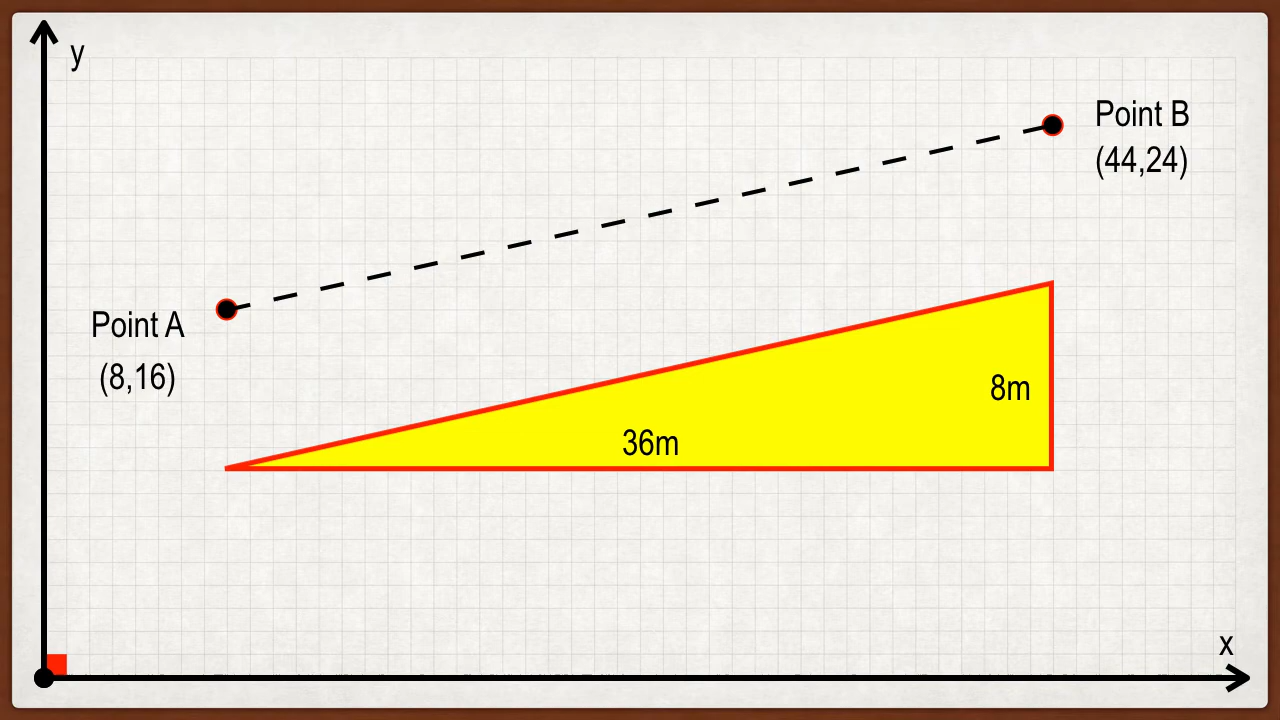 y
Point B
(44,24)
Point A
(8,16)
8m
36m
x